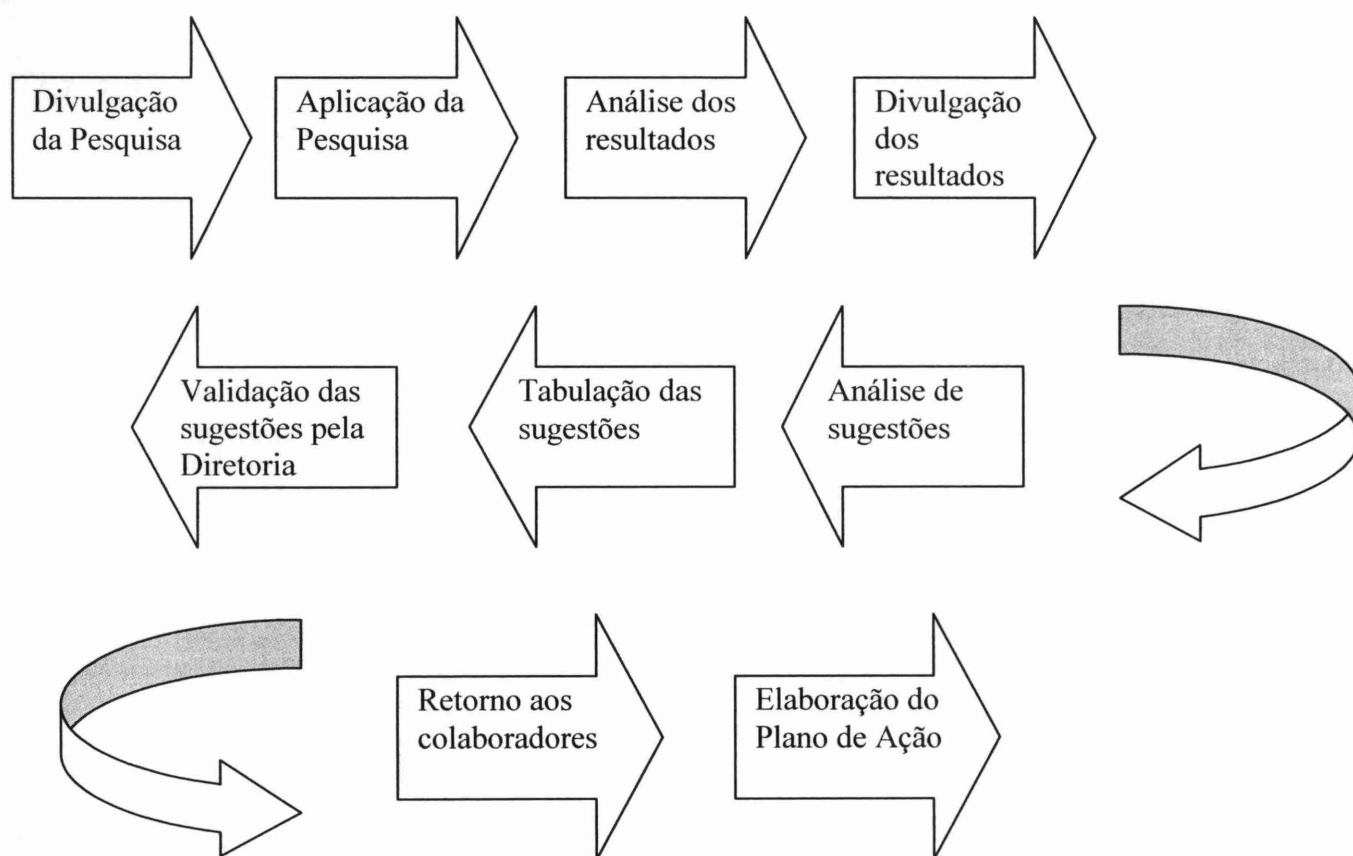 Divulgação
da Pesquisa
Aplicação da
Pesquisa
Análise dos
resultados
Divulgação
dos
resultados
Análise de
sugestões
Tabulação das
sugestões
Validação das
sugestões pela
Diretoria
Retorno aos
colaboradores
Elaboração do
Plano de Ação